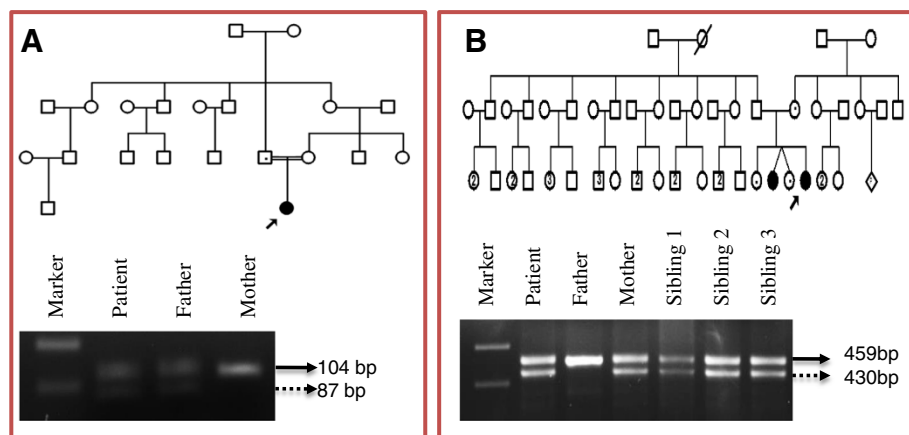 A
Marker
Patient
Father
Mother
104 bp
87 bp
B
2 2 3 3 2 2 2 2
Marker
Patient
Father
Mother
Sibling 1
Sibling 2
Sibling 3
459bp
430bp